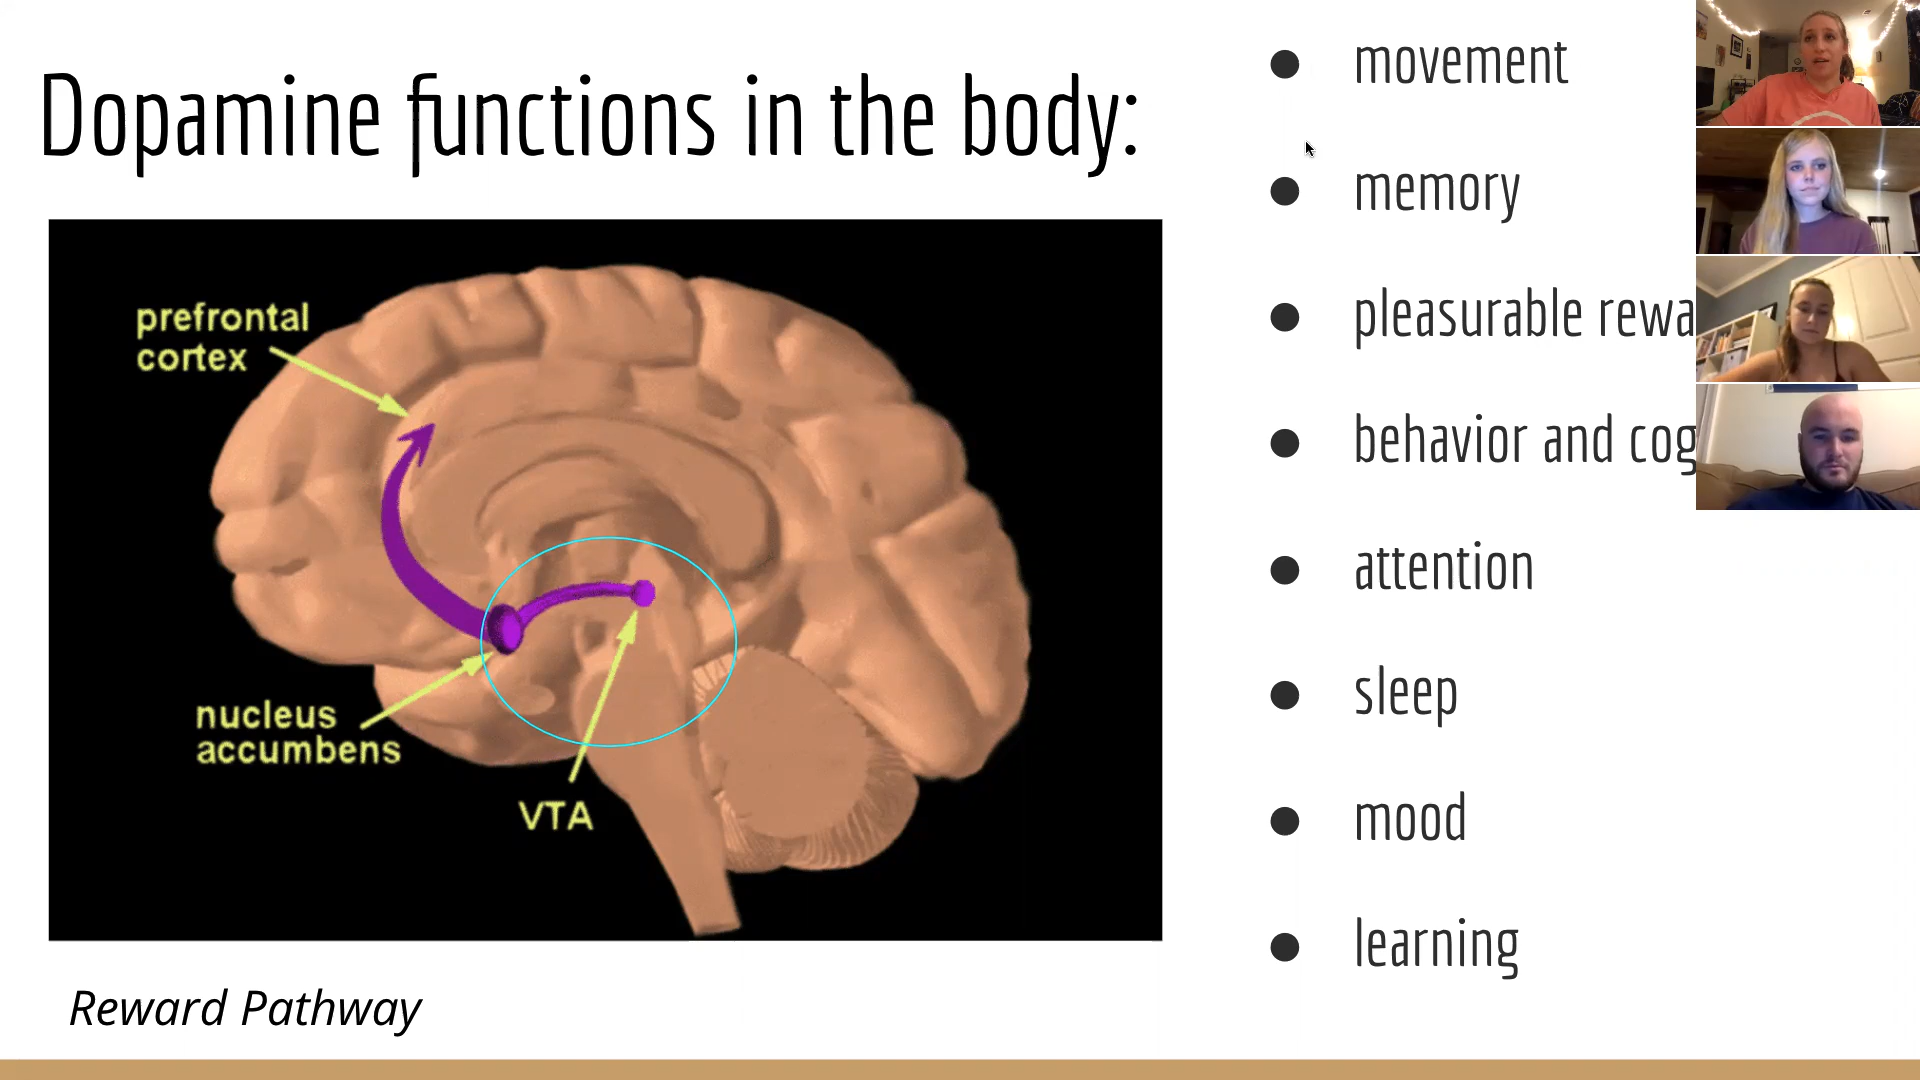 Dopamine functions in the body:
prefrontal
cortex
nucleus
accumbens
VTA
Reward Pathway
● movement
● memory
● pleasurable rewa
● behavior and cog
● attention
● sleep
● mood
● learning